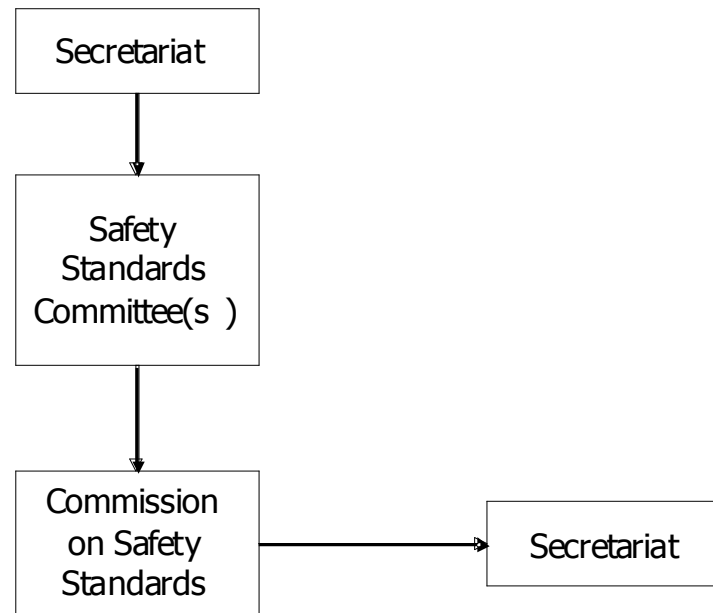 Secretariat
Safety
Standards
Committee(s )
Commission
on Safety
Standards
Secretariat